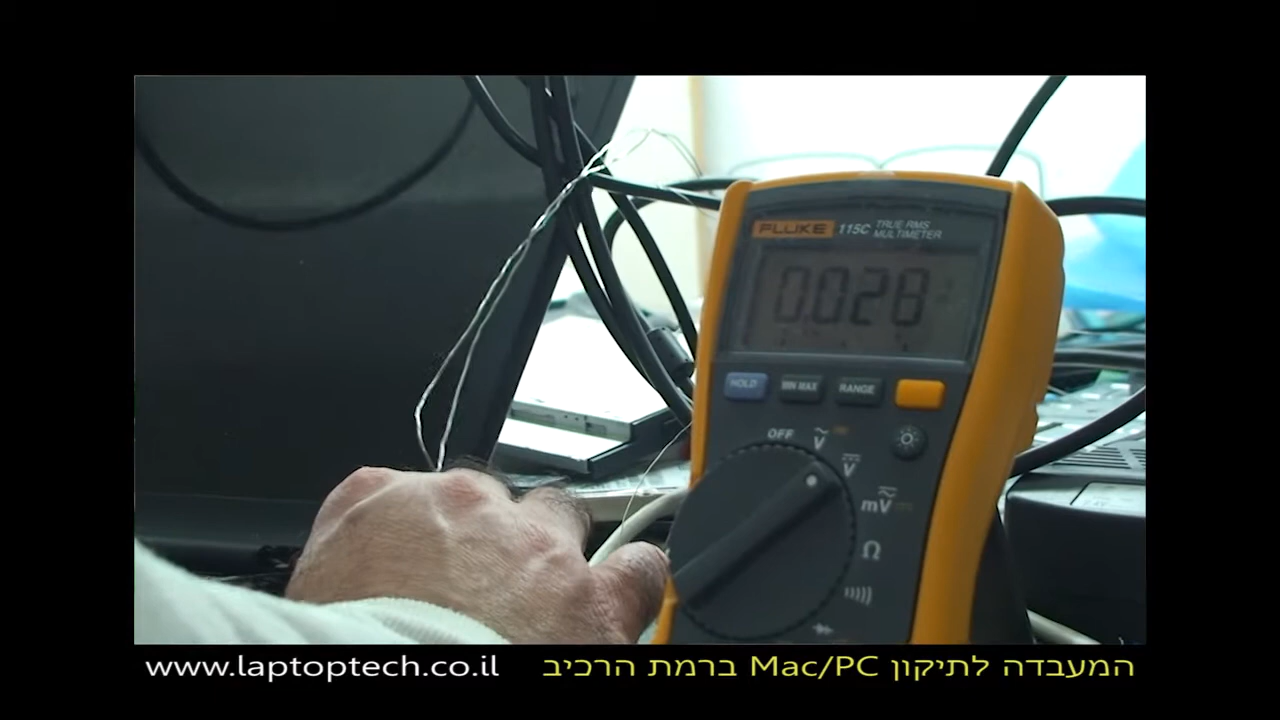 FLUKE 115C TRUE RMS
MULTIMETER
0.028
HOLD MIN MAX RANGE
OFF
V
V
mV
Ω
www.laptoptech.co.il המעבדה לתיקון Mac/PC ברמת הרכיב